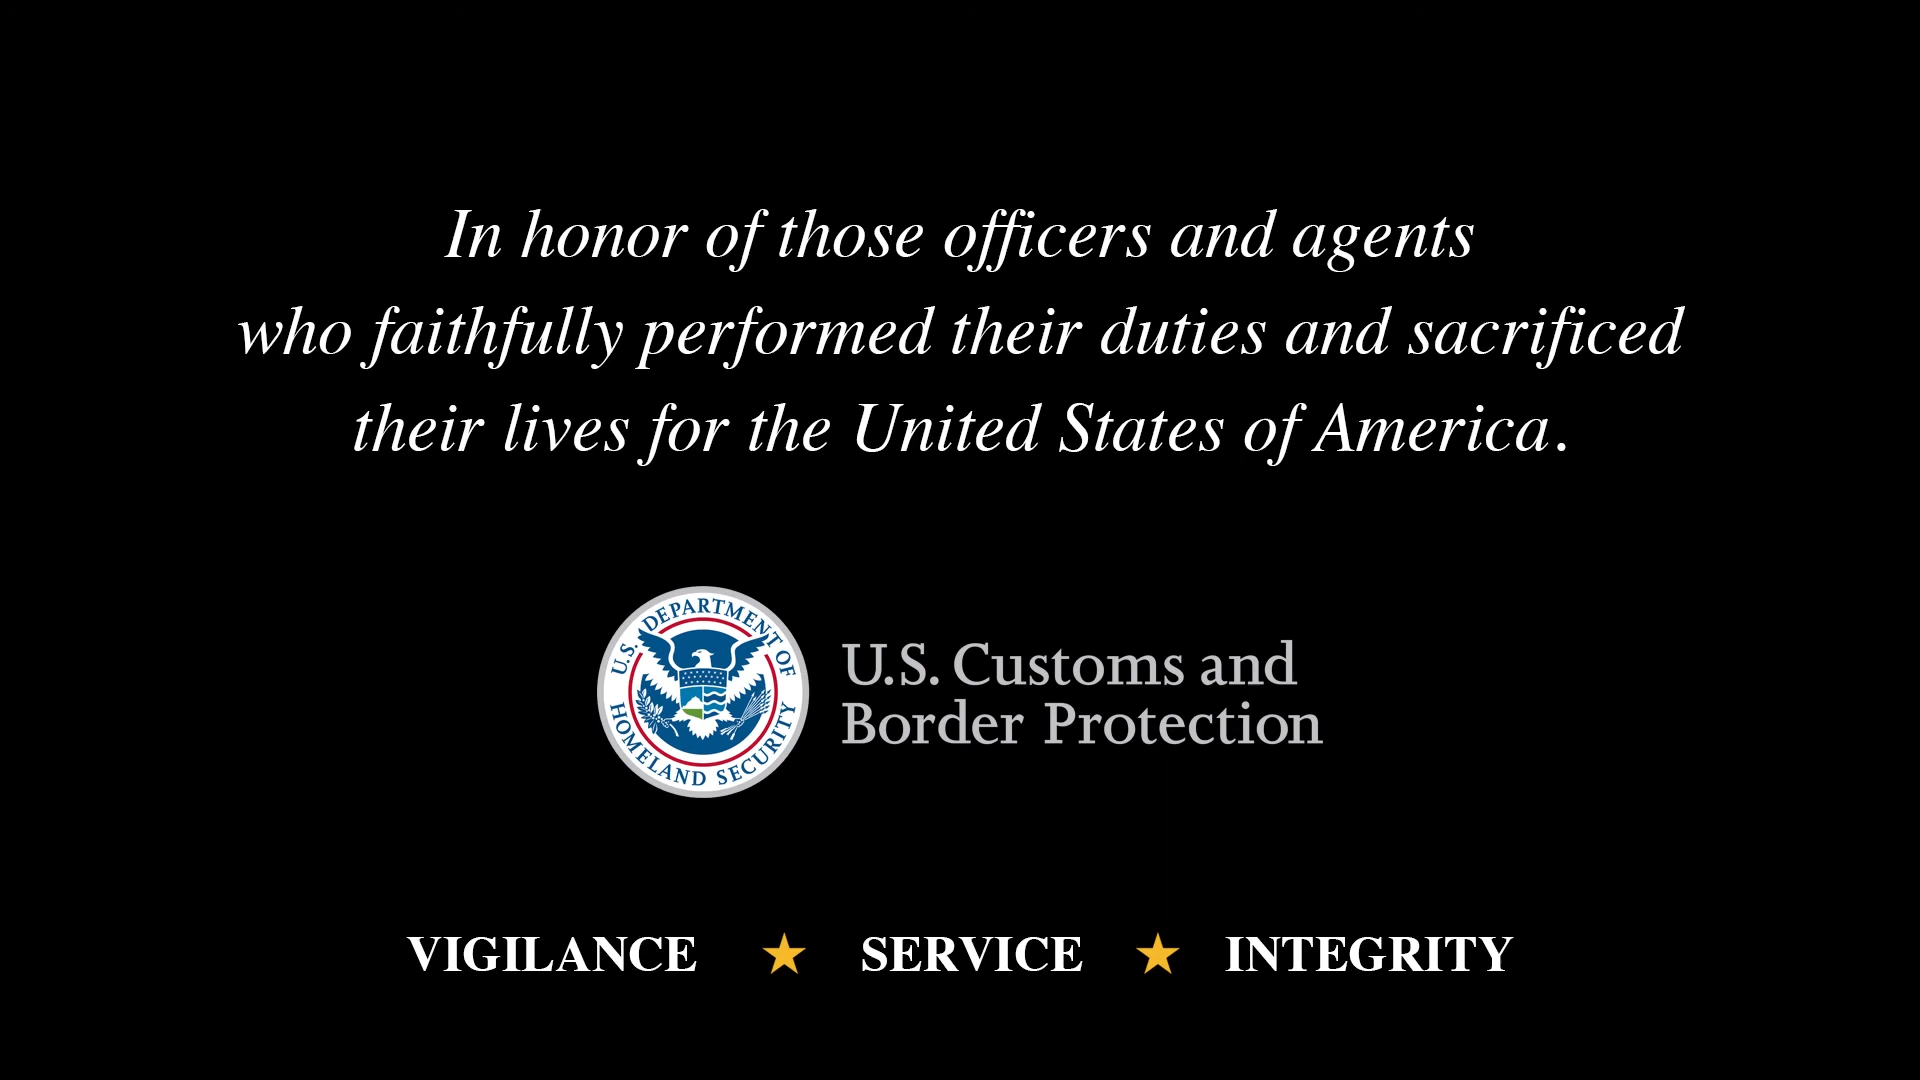 In honor of those officers and agents
who faithfully performed their duties and sacrificed
their lives for the United States of America.
U.S. DEPARTMENT OF
HOMELAND SECURITY
U.S. Customs and
Border Protection
VIGILANCE ★ SERVICE ★ INTEGRITY